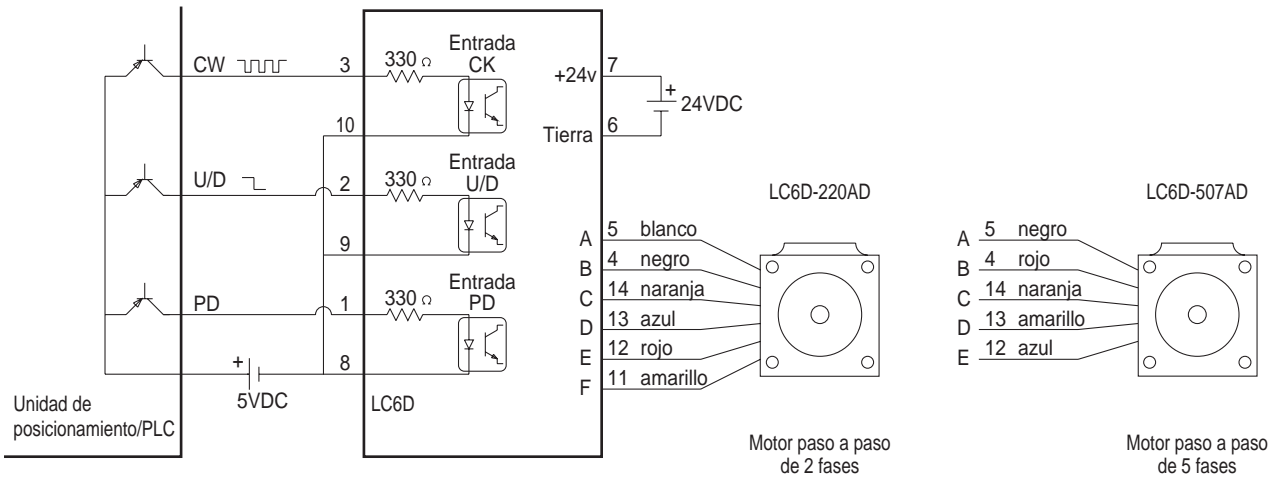 CW
3
330 Ω
Entrada
CK
10
U/D
2
330 Ω
Entrada
U/D
9
PD
1
330 Ω
Entrada
PD
8
+
5VDC
Unidad de
posicionamiento/PLC
LC6D
+24v
7
+
24VDC
Tierra
6
A 5 blanco
B 4 negro
C 14 naranja
D 13 azul
E 12 rojo
F 11 amarillo
LC6D-220AD
Motor paso a paso
de 2 fases
LC6D-507AD
A 5 negro
B 4 rojo
C 14 naranja
D 13 amarillo
E 12 azul
Motor paso a paso
de 5 fases